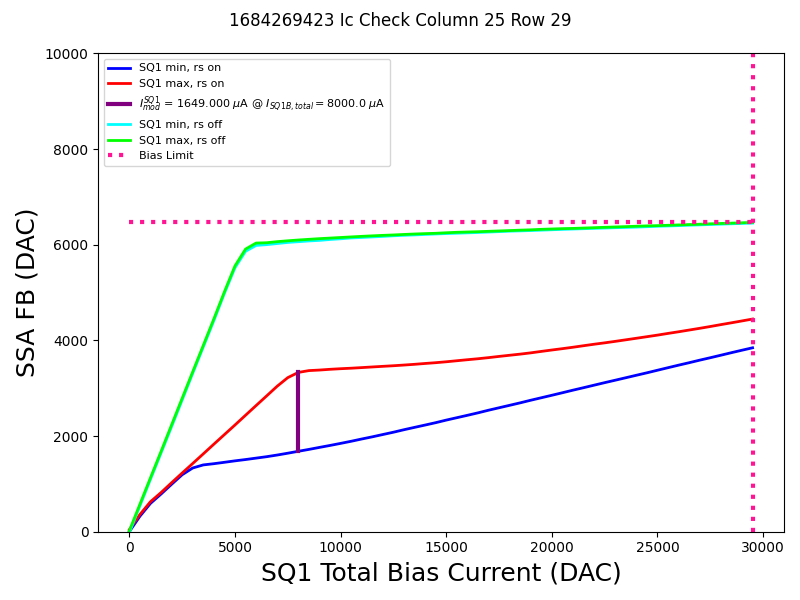 1684269423 Ic Check Column 25 Row 29
10000
8000
6000
4000
2000
0
SSA FB (DAC)
SQ1 min, rs on
SQ1 max, rs on
I_{mod}^{SQ1} = 1649.000 μA @ I_{SQ1B,total} = 8000.0 μA
SQ1 min, rs off
SQ1 max, rs off
Bias Limit
0 5000 10000 15000 20000 25000 30000
SQ1 Total Bias Current (DAC)